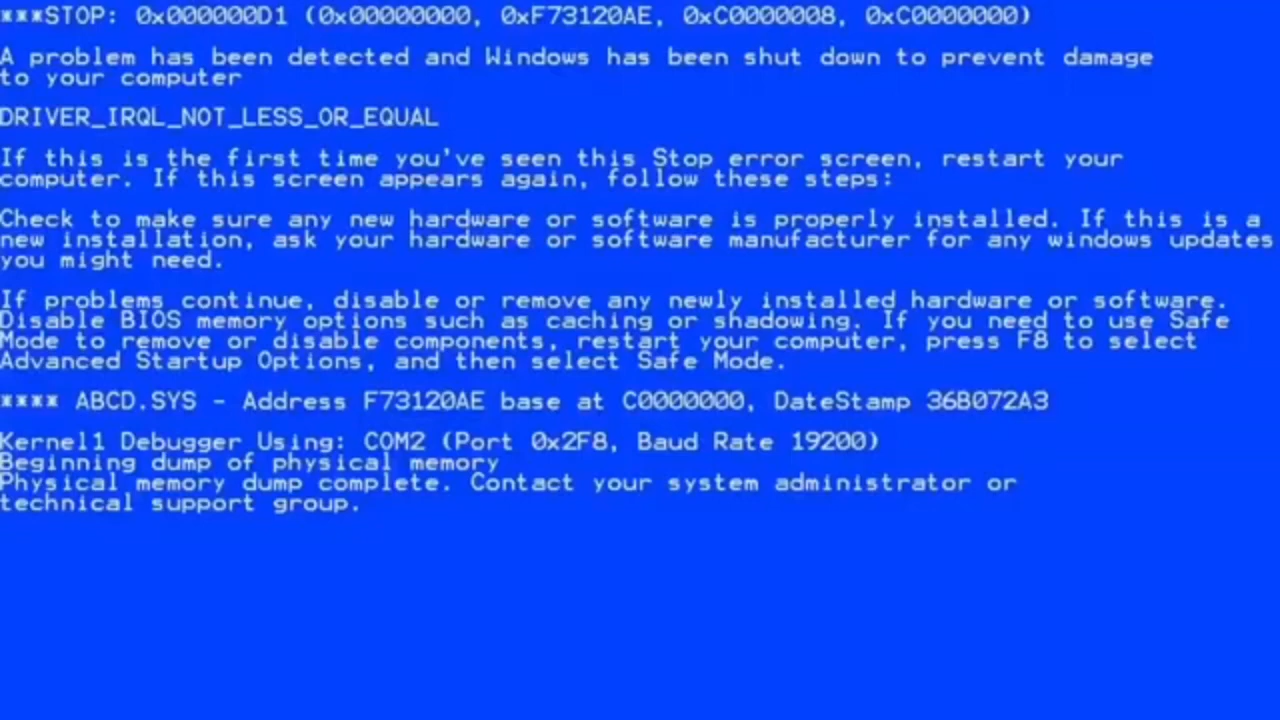 ***STOP: 0x000000D1 (0x00000000, 0xF73120AE, 0xC0000008, 0xC0000000)
A problem has been detected and Windows has been shut down to prevent damage
to your computer
DRIVER_IRQL_NOT_LESS_OR_EQUAL
If this is the first time you've seen this Stop error screen, restart your
computer. If this screen appears again, follow these steps:
Check to make sure any new hardware or software is properly installed. If this is a
new installation, ask your hardware or software manufacturer for any windows updates
you might need.
If problems continue, disable or remove any newly installed hardware or software.
Disable BIOS memory options such as caching or shadowing. If you need to use Safe
Mode to remove or disable components, restart your computer, press F8 to select
Advanced Startup Options, and then select Safe Mode.
**** ABCD.SYS - Address F73120AE base at C0000000, DateStamp 36B072A3
Kernel1 Debugger Using: COM2 (Port 0x2F8, Baud Rate 19200)
Beginning dump of physical memory
Physical memory dump complete. Contact your system administrator or
technical support group.